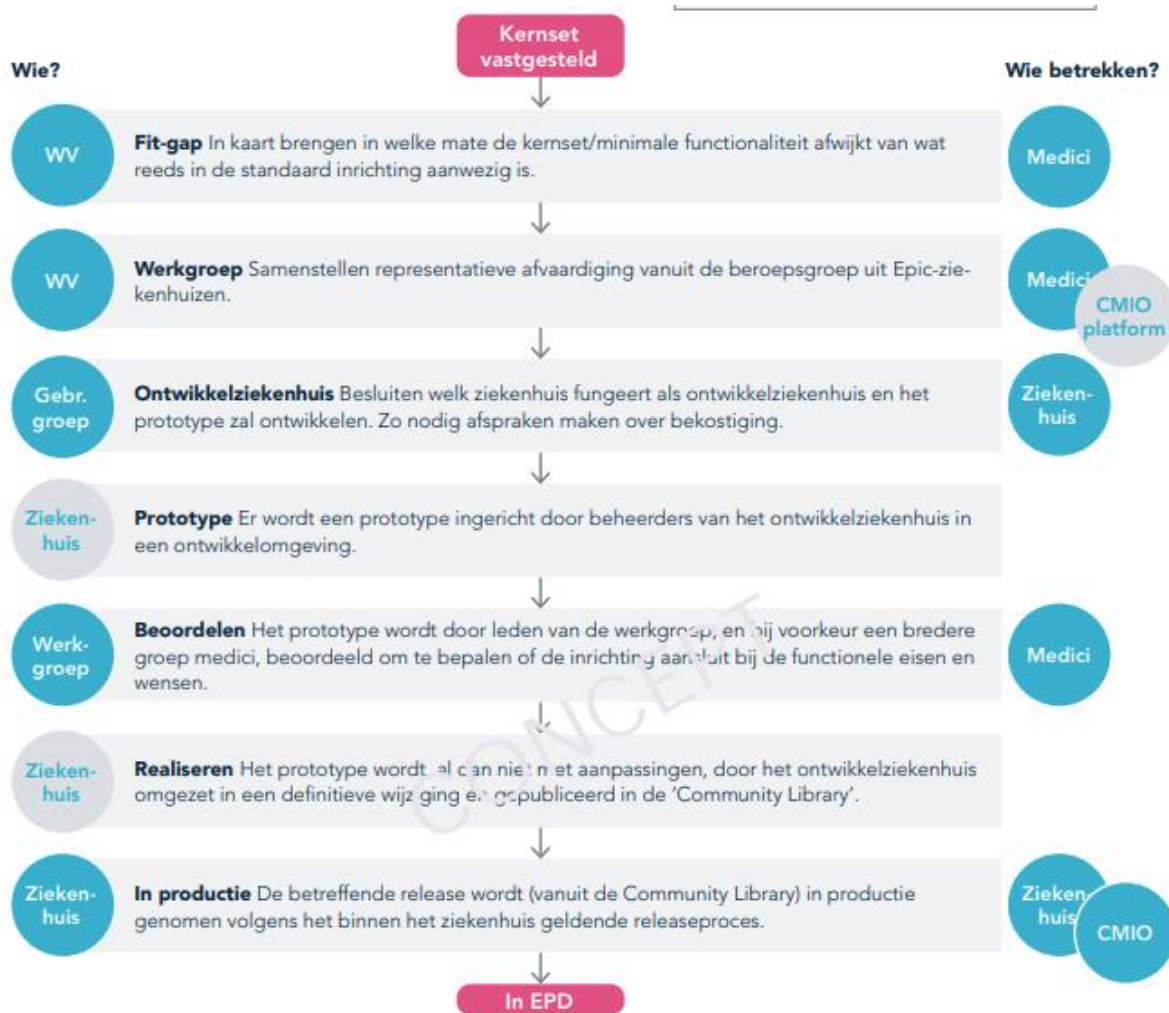 Kernset
vastgesteld
Wie?
Wie betrekken?
WV
Fit-gap In kaart brengen in welke mate de kernset/minimale functionaliteit afwijkt van wat
reeds in de standaard inrichting aanwezig is.
Medici
WV
Werkgroep Samenstellen representatieve afvaardiging vanuit de beroepsgroep uit Epic-zie-
kenhuizen.
Medici
CMIO
platform
Gebr.
groep
Ontwikkelziekenhuis Besluiten welk ziekenhuis fungeert als ontwikkelziekenhuis en het
prototype zal ontwikkelen. Zo nodig afspraken maken over bekostiging.
Zieken-
huis
Zieken-
huis
Prototype Er wordt een prototype ingericht door beheerders van het ontwikkelziekenhuis in
een ontwikkelomgeving.
Werk-
groep
Beoordelen Het prototype wordt door leden van de werkgroep, en bij voorkeur een bredere
groep medici, beoordeeld om te bepalen of de inrichting aansluit bij de functionele eisen en
wensen.
Medici
CONCEPT
Zieken-
huis
Realiseren Het prototype wordt, al dan niet met aanpassingen, door het ontwikkelziekenhuis
omgezet in een definitieve wijziging en gepubliceerd in de ‘Community Library’.
Zieken-
huis
In productie De betreffende release wordt (vanuit de Community Library) in productie
genomen volgens het binnen het ziekenhuis geldende releaseproces.
Zieken
huis
CMIO
In EPD